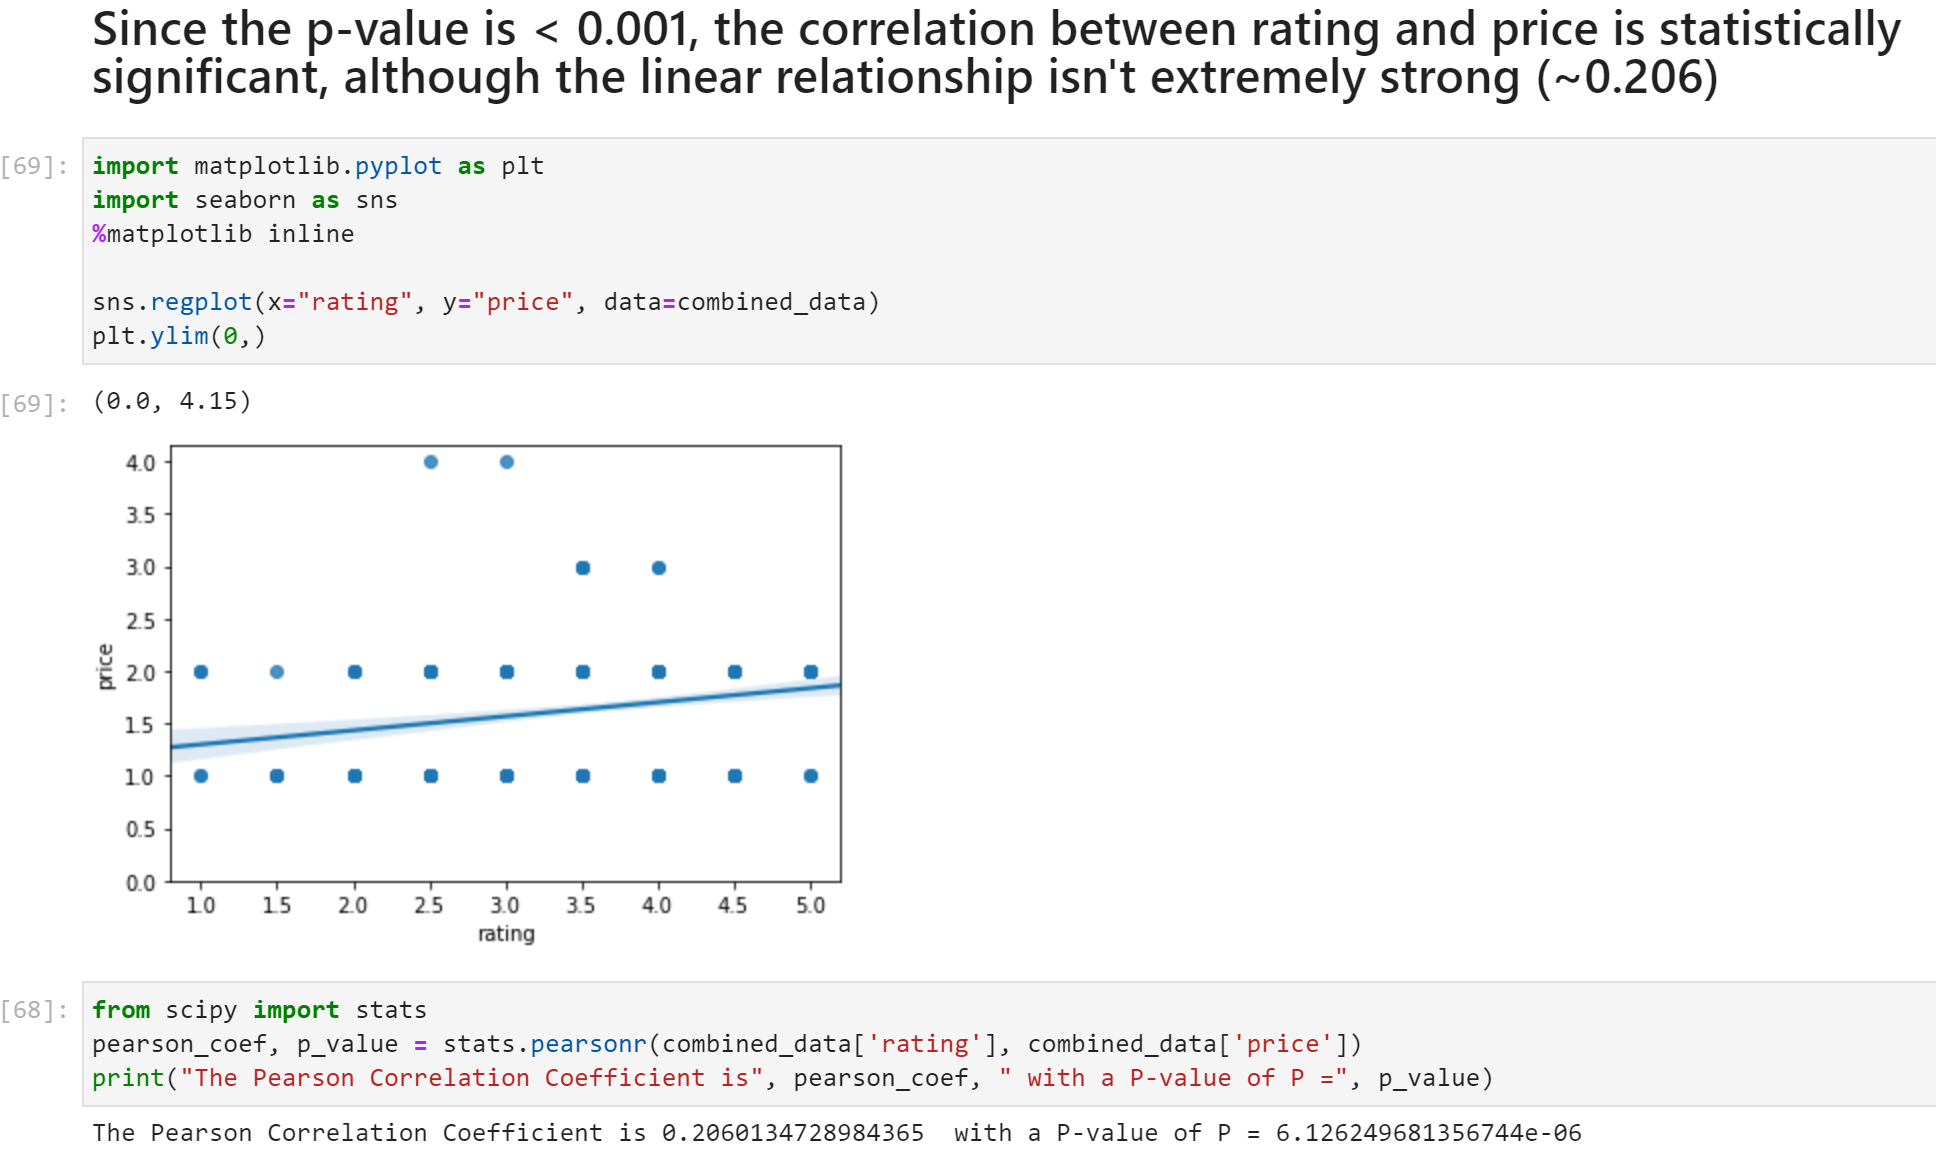 Since the p-value is < 0.001, the correlation between rating and price is statistically
significant, although the linear relationship isn't extremely strong (~0.206)
[69]: import matplotlib.pyplot as plt
import seaborn as sns
%matplotlib inline
sns.regplot(x="rating", y="price", data=combined_data)
plt.ylim(0,)
[69]: (0.0, 4.15)
4.0
3.5
3.0
2.5
2.0
1.5
1.0
0.5
0.0
price
1.0 1.5 2.0 2.5 3.0 3.5 4.0 4.5 5.0
rating
[68]: from scipy import stats
pearson_coef, p_value = stats.pearsonr(combined_data['rating'], combined_data['price'])
print("The Pearson Correlation Coefficient is", pearson_coef, " with a P-value of P =", p_value)
The Pearson Correlation Coefficient is 0.2060134728984365  with a P-value of P = 6.126249681356744e-06